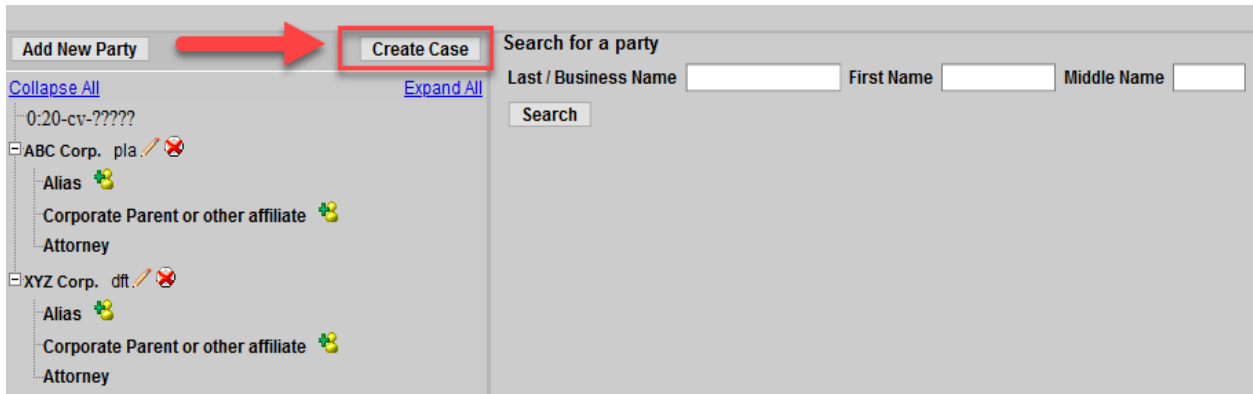 Add New Party
Create Case
Collapse All
Expand All
0:20-cv-?????
ABC Corp. pla
Alias
Corporate Parent or other affiliate
Attorney
XYZ Corp. dft
Alias
Corporate Parent or other affiliate
Attorney
Search for a party
Last / Business Name
First Name
Middle Name
Search